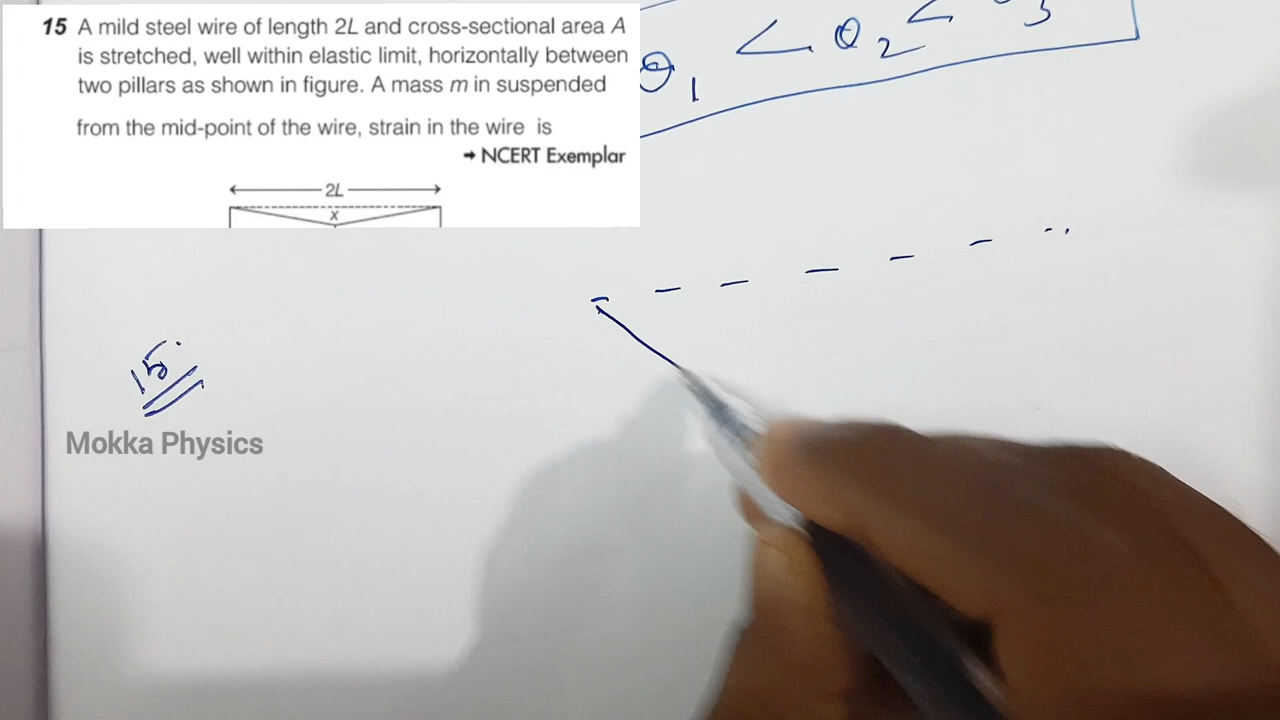 15 A mild steel wire of length 2L and cross-sectional area A
is stretched, well within elastic limit, horizontally between
two pillars as shown in figure. A mass m in suspended
from the mid-point of the wire, strain in the wire is
→ NCERT Exemplar
2L
x
θ₁ < θ₂ < θ₃
15.
Mokka Physics